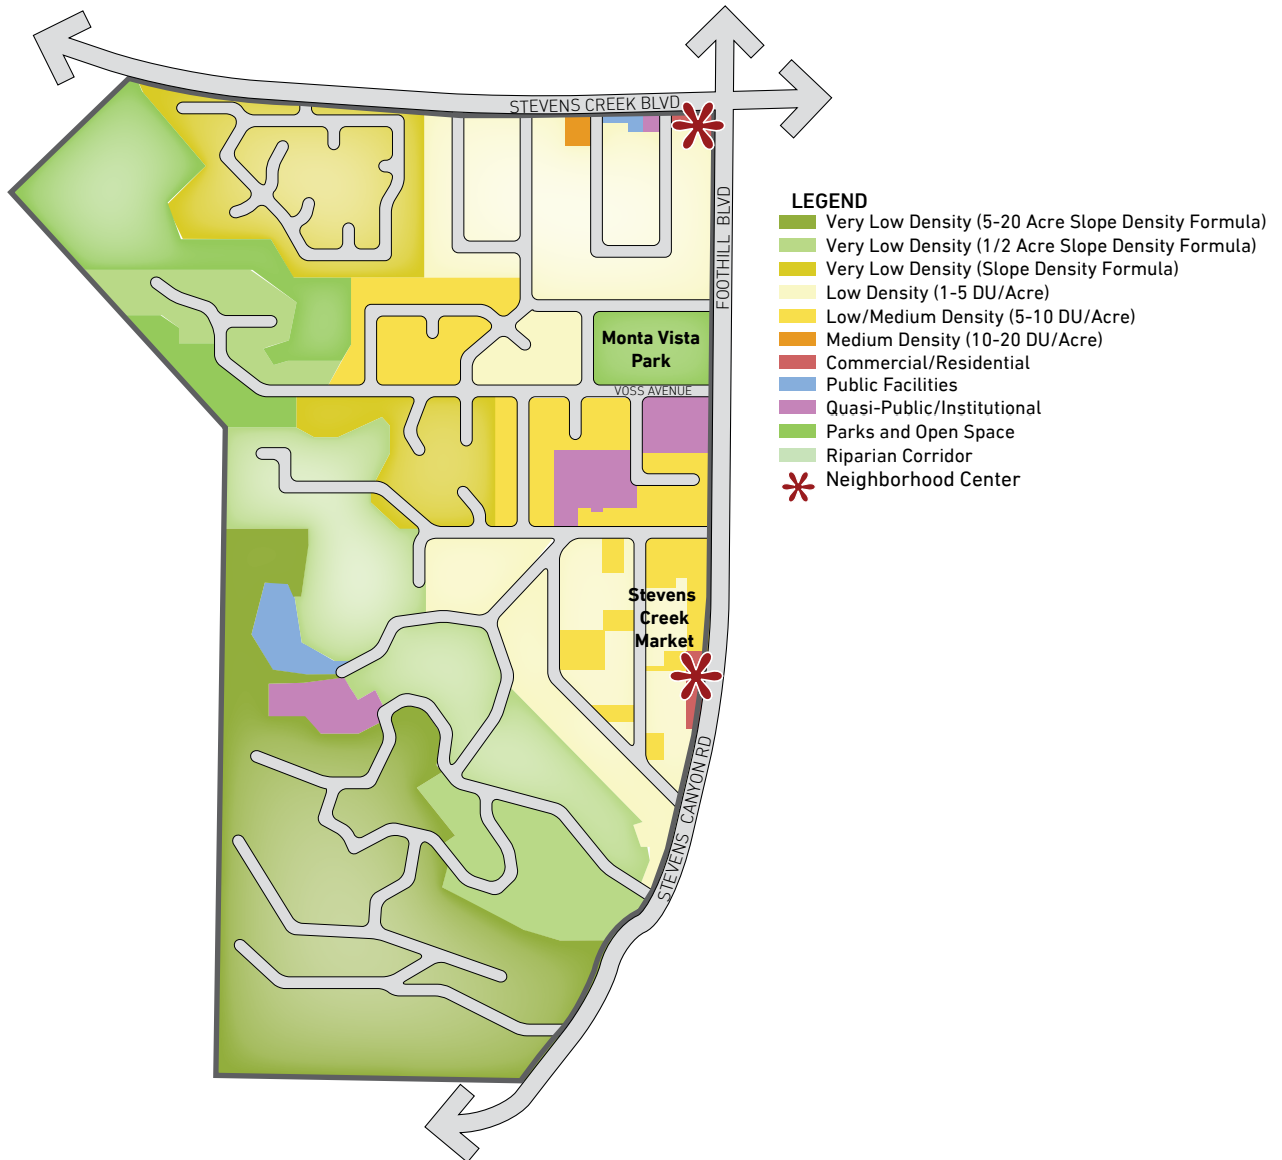 STEVENS CREEK BLVD
FOOTHILL BLVD
LEGEND
Very Low Density (5-20 Acre Slope Density Formula)
Very Low Density (1/2 Acre Slope Density Formula)
Very Low Density (Slope Density Formula)
Low Density (1-5 DU/Acre)
Low/Medium Density (5-10 DU/Acre)
Medium Density (10-20 DU/Acre)
Commercial/Residential
Public Facilities
Quasi-Public/Institutional
Parks and Open Space
Riparian Corridor
Neighborhood Center
Monta Vista
Park
VOSS AVENUE
Stevens
Creek
Market
STEVENS CANYON RD